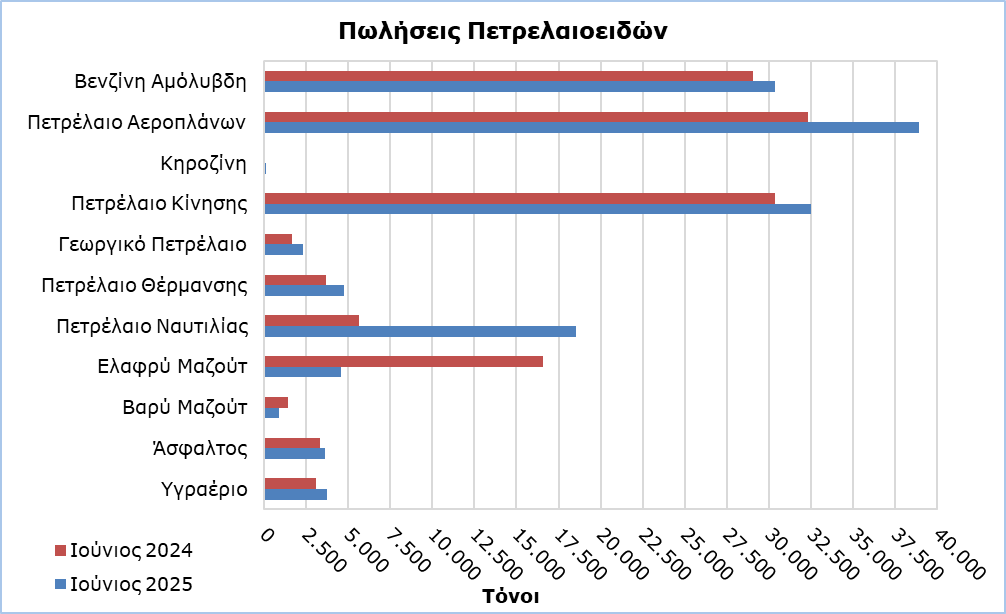 Πωλήσεις Πετρελαιοειδών
Βενζίνη Αμόλυβδη
Πετρέλαιο Αεροπλάνων
Κηροζίνη
Πετρέλαιο Κίνησης
Γεωργικό Πετρέλαιο
Πετρέλαιο Θέρμανσης
Πετρέλαιο Ναυτιλίας
Ελαφρύ Μαζούτ
Βαρύ Μαζούτ
Άσφαλτος
Υγραέριο
0 2.500 5.000 7.500 10.000 12.500 15.000 17.500 20.000 22.500 25.000 27.500 30.000 32.500 35.000 37.500 40.000
Τόνοι
Ιούνιος 2024
Ιούνιος 2025